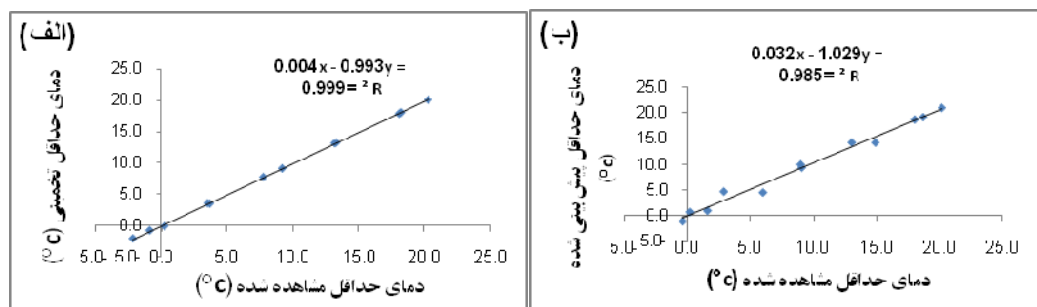 (الف)
0.004x - 0.993y =
0.999= ² R
دمای حداقل تخمینی (°c)
25.0
20.0
15.0
10.0
5.0
0.0
5.0-
5.0- 0.0 5.0 10.0 15.0 20.0 25.0
دمای حداقل مشاهده شده (°c)
(ب)
0.032x - 1.029y =
0.985= ² R
دمای حداقل پیش بینی شده
(°c)
25.0
20.0
15.0
10.0
5.0
0.0
5.0-
0.0 5.0 10.0 15.0 20.0 25.0
دمای حداقل مشاهده شده (°c)